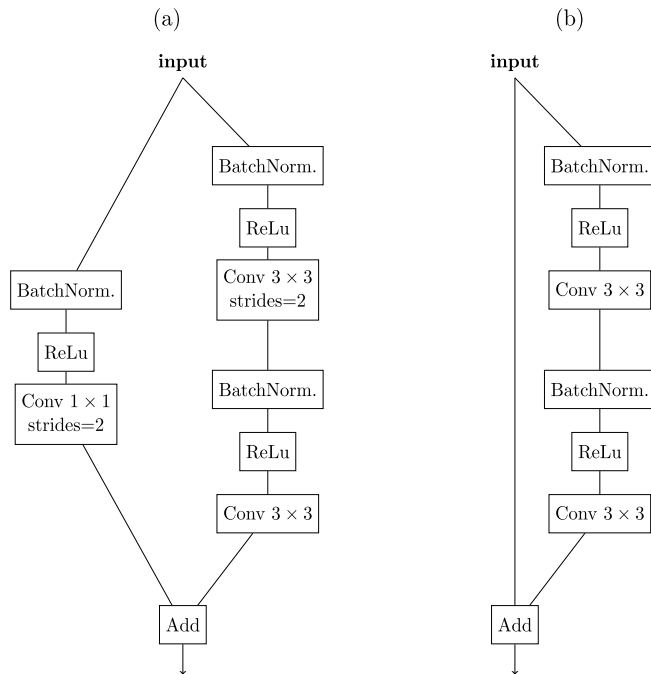 (a)
input
BatchNorm.
ReLu
Conv 3 × 3
strides=2
BatchNorm.
ReLu
Conv 1 × 1
strides=2
BatchNorm.
ReLu
Conv 3 × 3
Add
(b)
input
BatchNorm.
ReLu
Conv 3 × 3
BatchNorm.
ReLu
Conv 3 × 3
Add